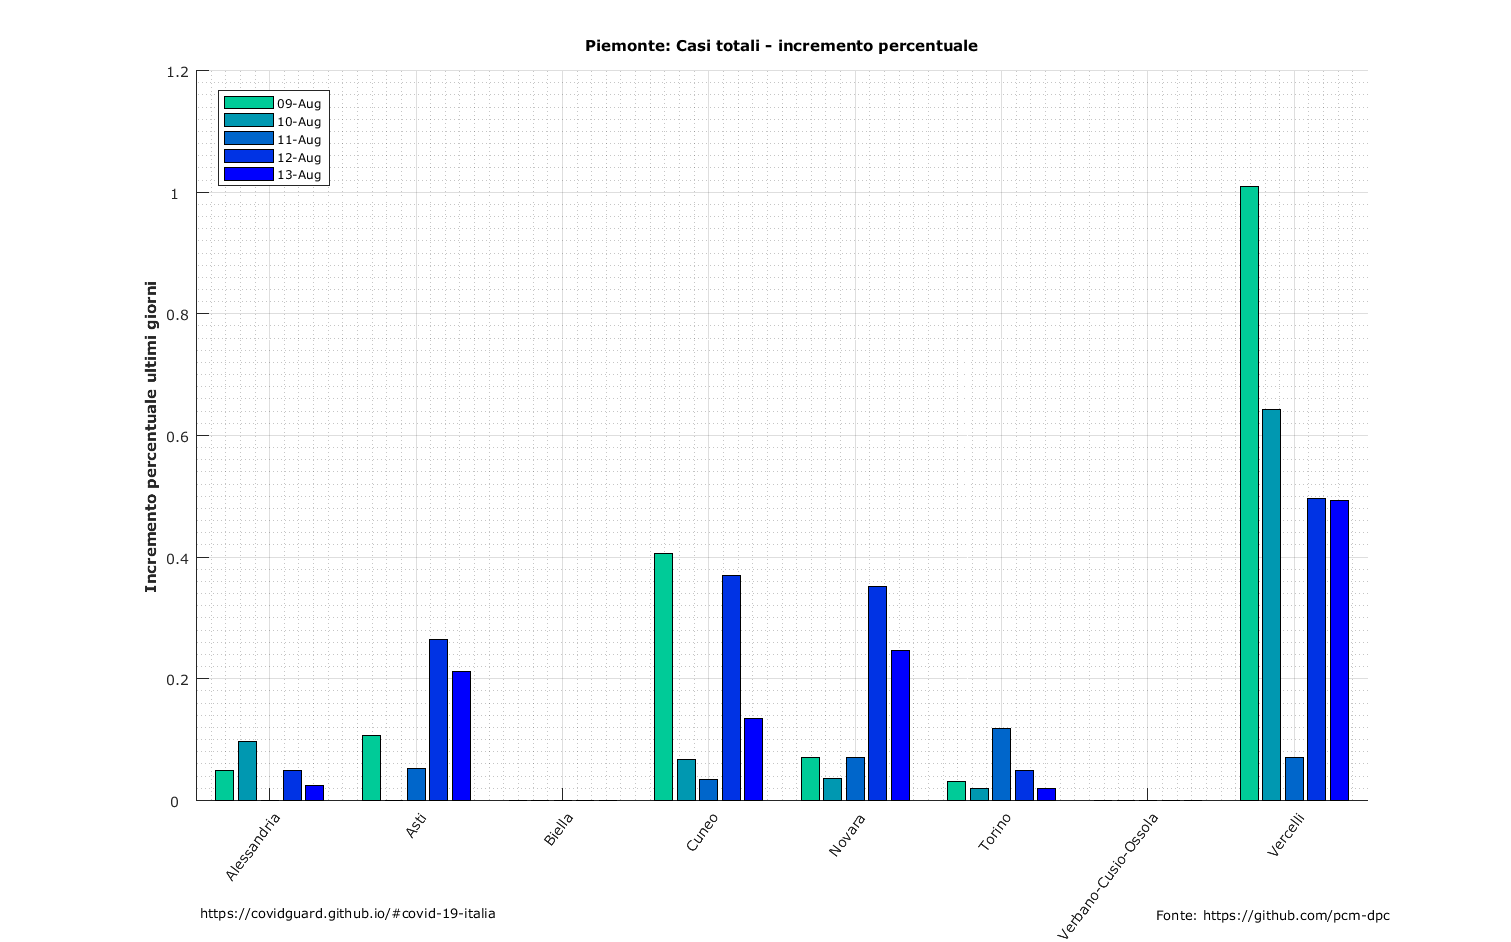 Piemonte: Casi totali - incremento percentuale
1.2
1
0.8
0.6
0.4
0.2
0
Incremento percentuale ultimi giorni
09-Aug
10-Aug
11-Aug
12-Aug
13-Aug
Alessandria
Asti
Biella
Cuneo
Novara
Torino
Verbano-Cusio-Ossola
Vercelli
https://covidguard.github.io/#covid-19-italia
Fonte: https://github.com/pcm-dpc